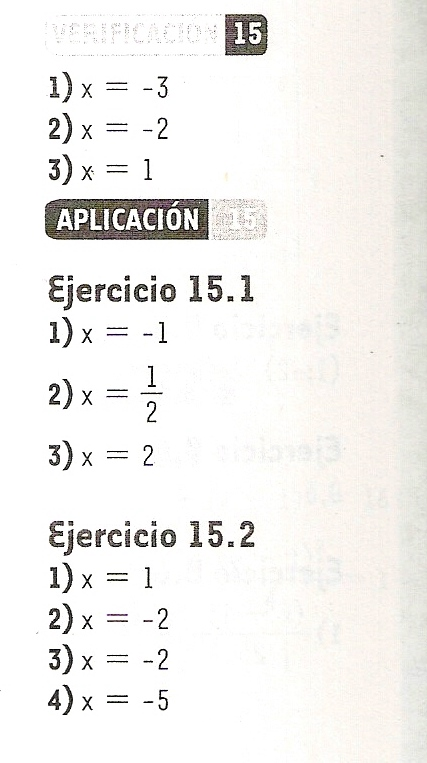 VERIFICACIÓN 15
1) x = -3
2) x = -2
3) x = 1
APLICACIÓN 15
Ejercicio 15.1
1) x = -1
2) x = 1/2
3) x = 2
Ejercicio 15.2
1) x = 1
2) x = -2
3) x = -2
4) x = -5